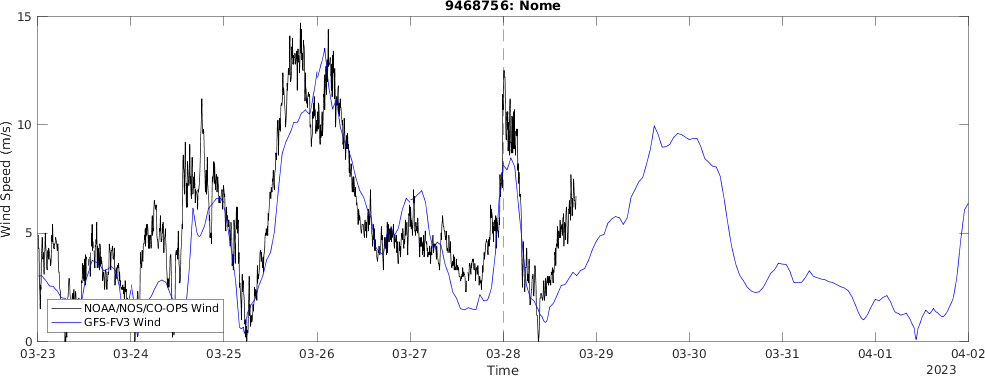 9468756: Nome
15
10
5
0
Wind Speed (m/s)
NOAA/NOS/CO-OPS Wind
GFS-FV3 Wind
03-23 03-24 03-25 03-26 03-27 03-28 03-29 03-30 03-31 04-01 04-02
Time
2023